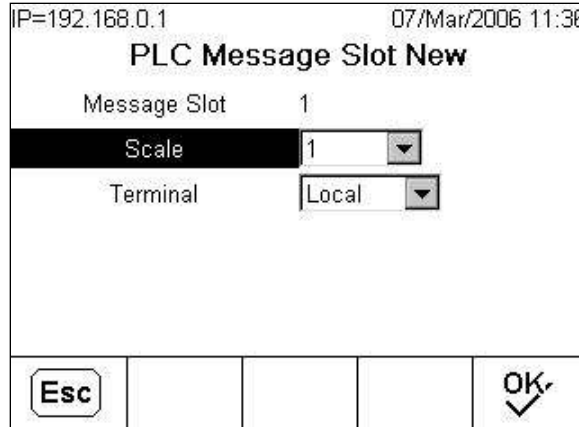 IP=192.168.0.1 07/Mar/2006 11:36
PLC Message Slot New
Message Slot 1
Scale 1
Terminal Local
Esc OK